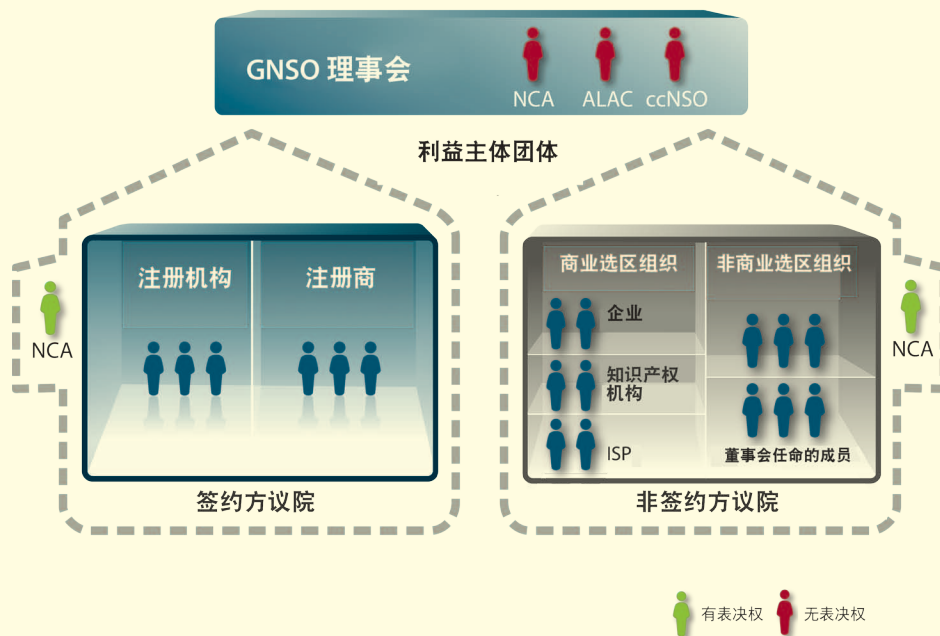 GNSO 理事会
NCA ALAC ccNSO
利益主体团体
注册机构
注册商
NCA
签约方议院
商业选区组织
非商业选区组织
企业
知识产权
机构
ISP
董事会任命的成员
NCA
非签约方议院
有表决权
无表决权